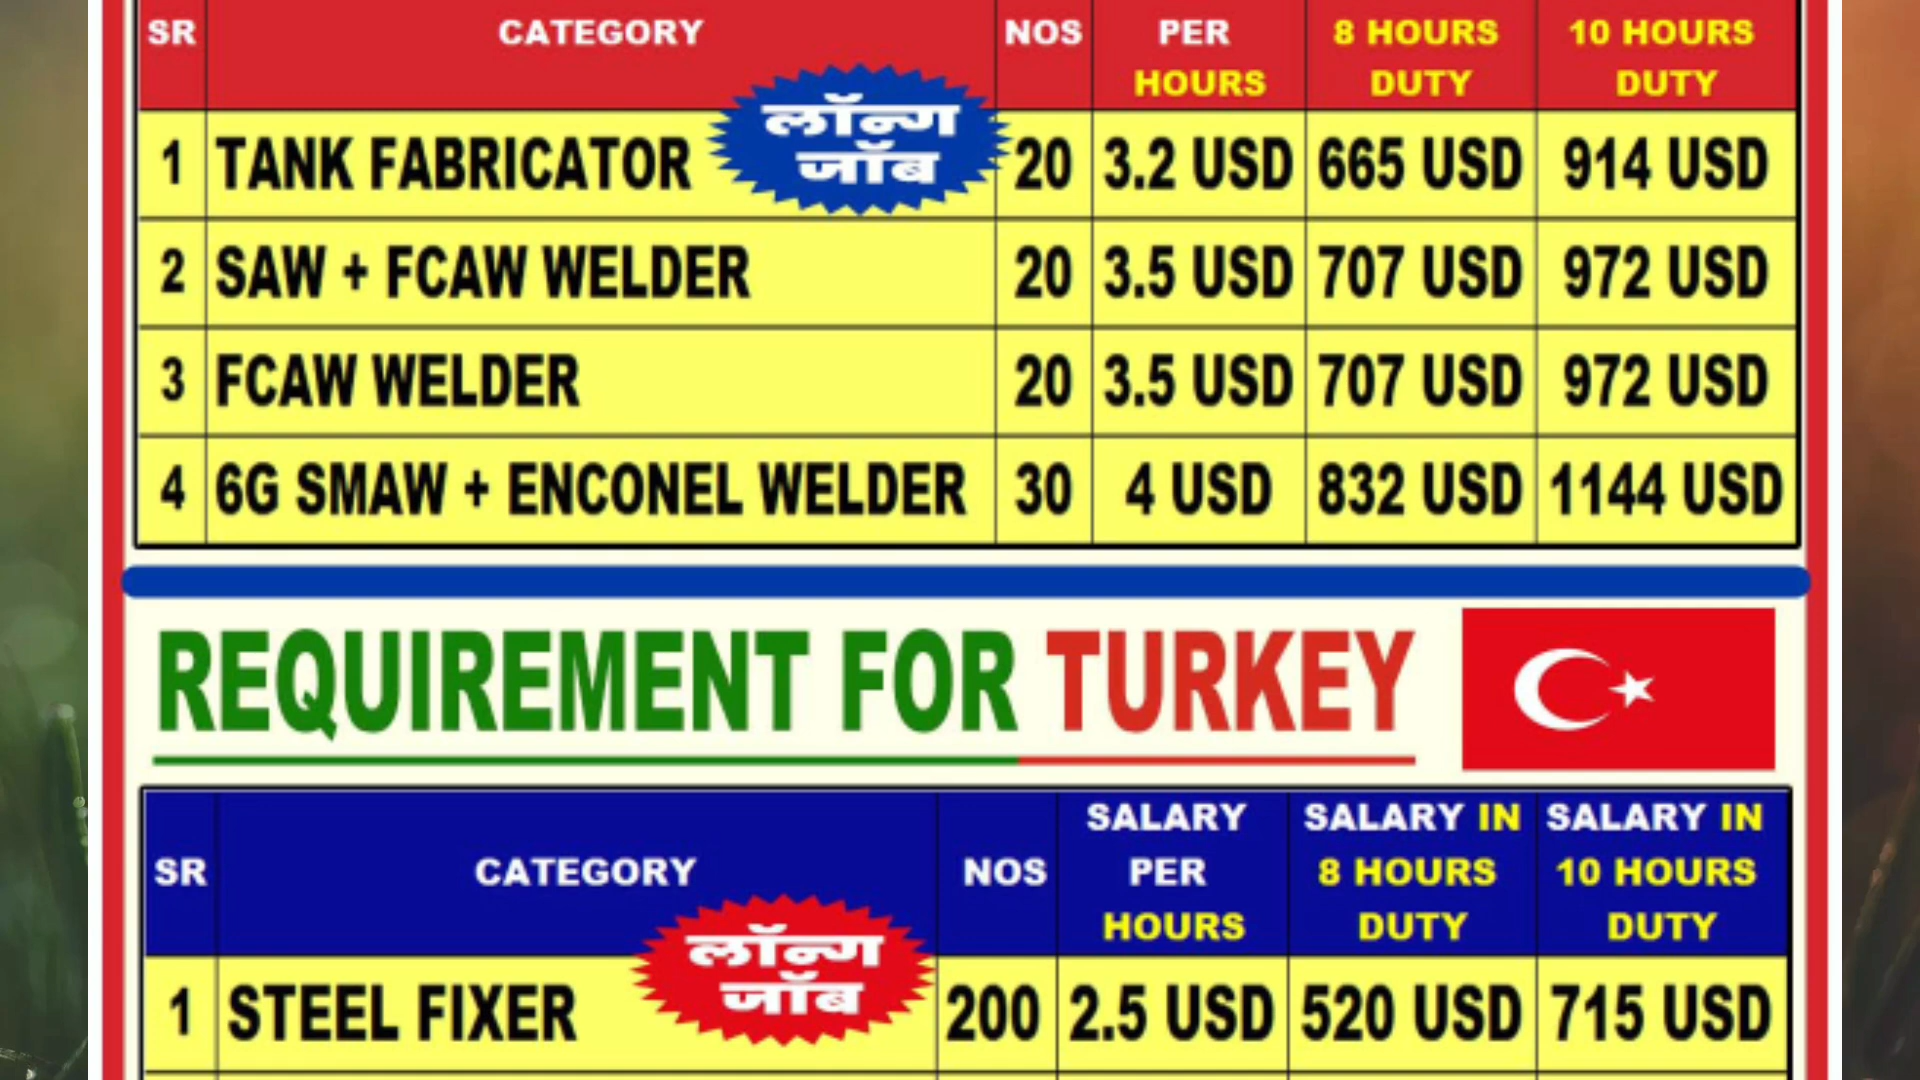 SR CATEGORY NOS PER HOURS 8 HOURS DUTY 10 HOURS DUTY
लॉन्ग
जॉब
1 TANK FABRICATOR 20 3.2 USD 665 USD 914 USD
2 SAW + FCAW WELDER 20 3.5 USD 707 USD 972 USD
3 FCAW WELDER 20 3.5 USD 707 USD 972 USD
4 6G SMAW + ENCONEL WELDER 30 4 USD 832 USD 1144 USD
REQUIREMENT FOR TURKEY
SR CATEGORY NOS SALARY PER HOURS SALARY IN 8 HOURS DUTY SALARY IN 10 HOURS DUTY
लॉन्ग
जॉब
1 STEEL FIXER 200 2.5 USD 520 USD 715 USD